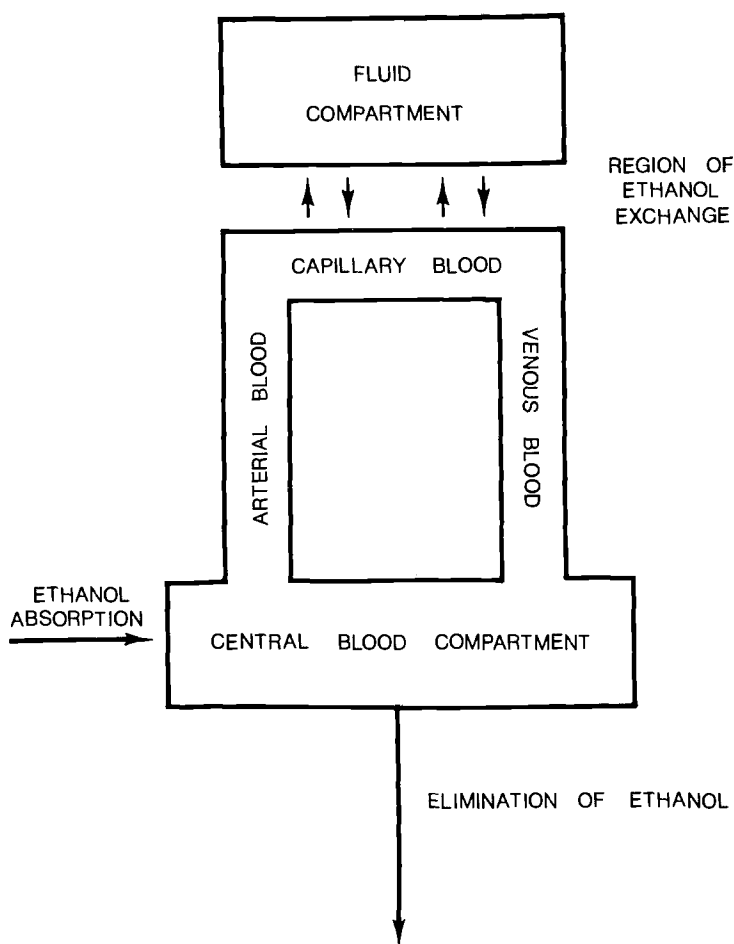 FLUID
COMPARTMENT
REGION OF
ETHANOL
EXCHANGE
CAPILLARY BLOOD
ARTERIAL BLOOD
VENOUS BLOOD
ETHANOL
ABSORPTION
CENTRAL BLOOD COMPARTMENT
ELIMINATION OF ETHANOL